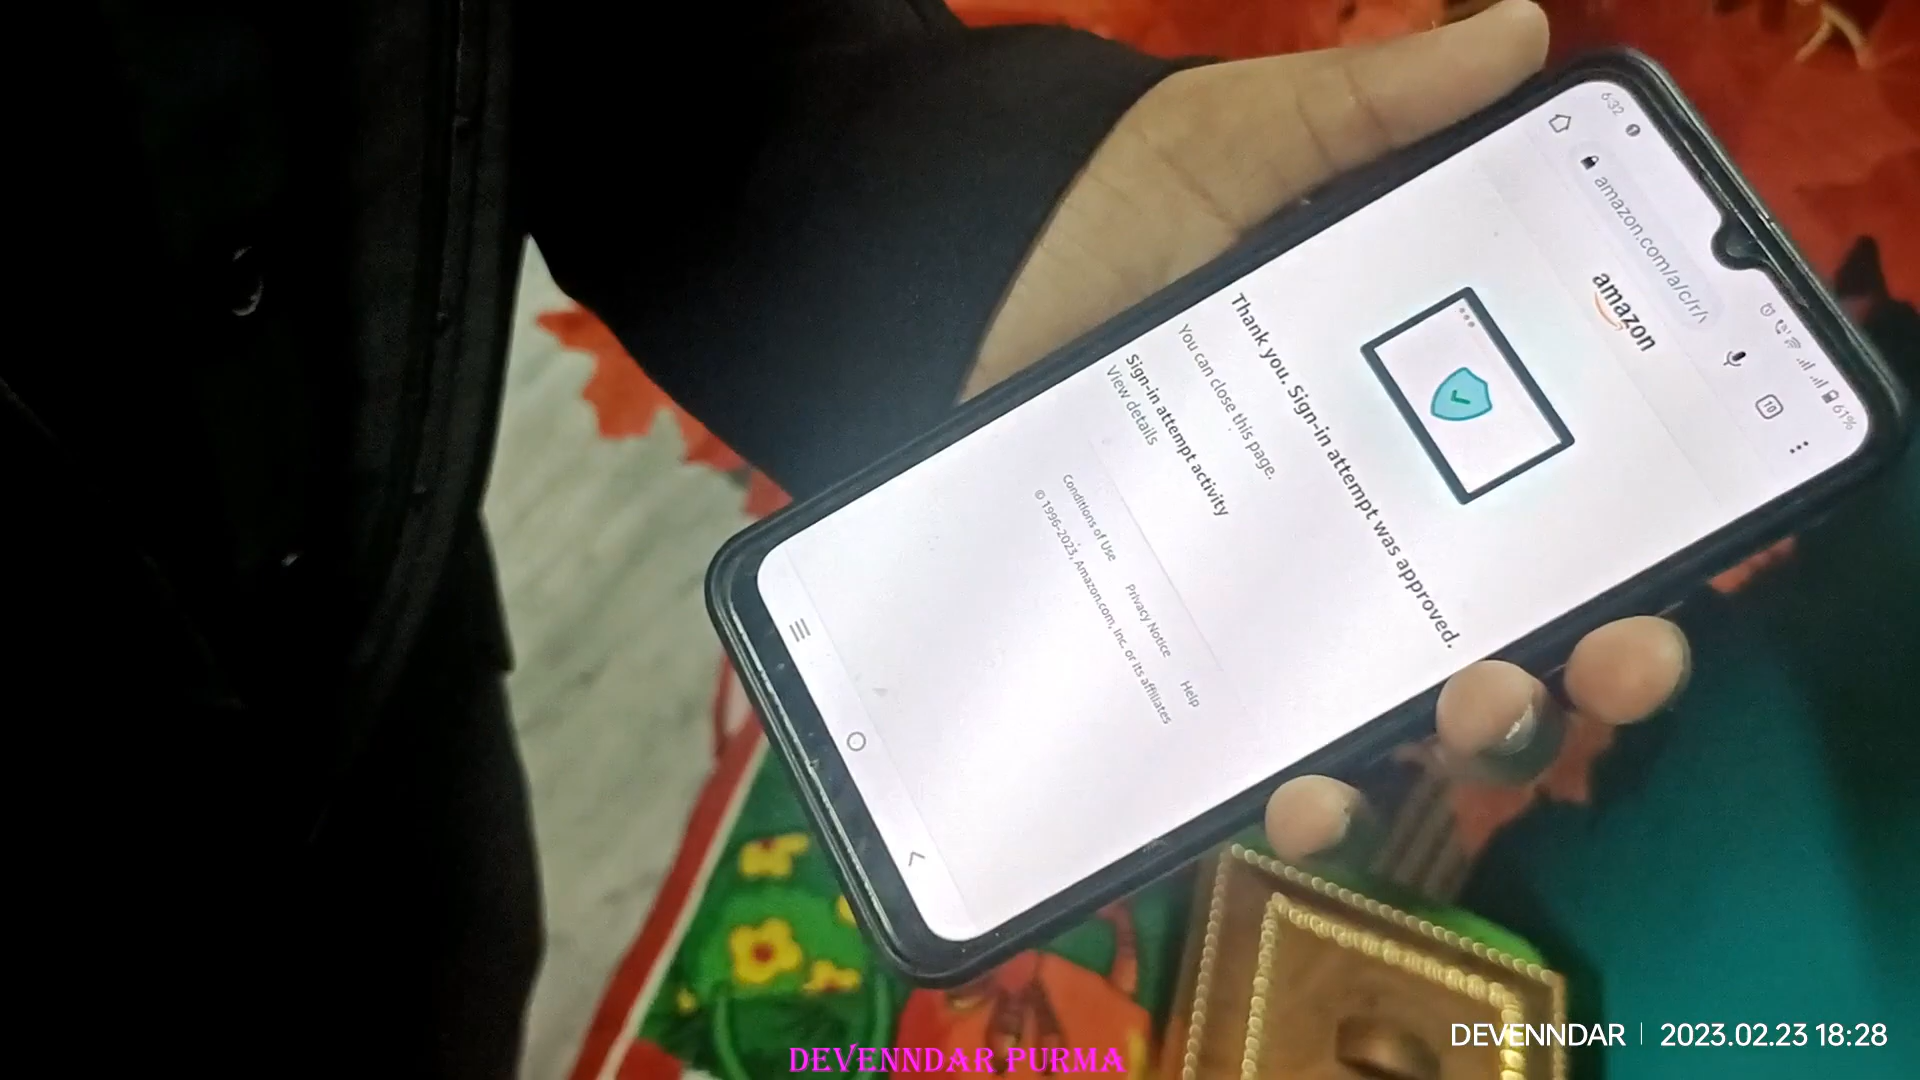 6:32
61%
amazon.com/a/c/r/
10
amazon
Thank you. Sign-in attempt was approved.
You can close this page.
Sign-in attempt activity
View details
Conditions of Use Privacy Notice Help
© 1996-2023, Amazon.com, Inc. or its affiliates
DEVENNDAR | 2023.02.23 18:28
DEVENNDAR PURMA